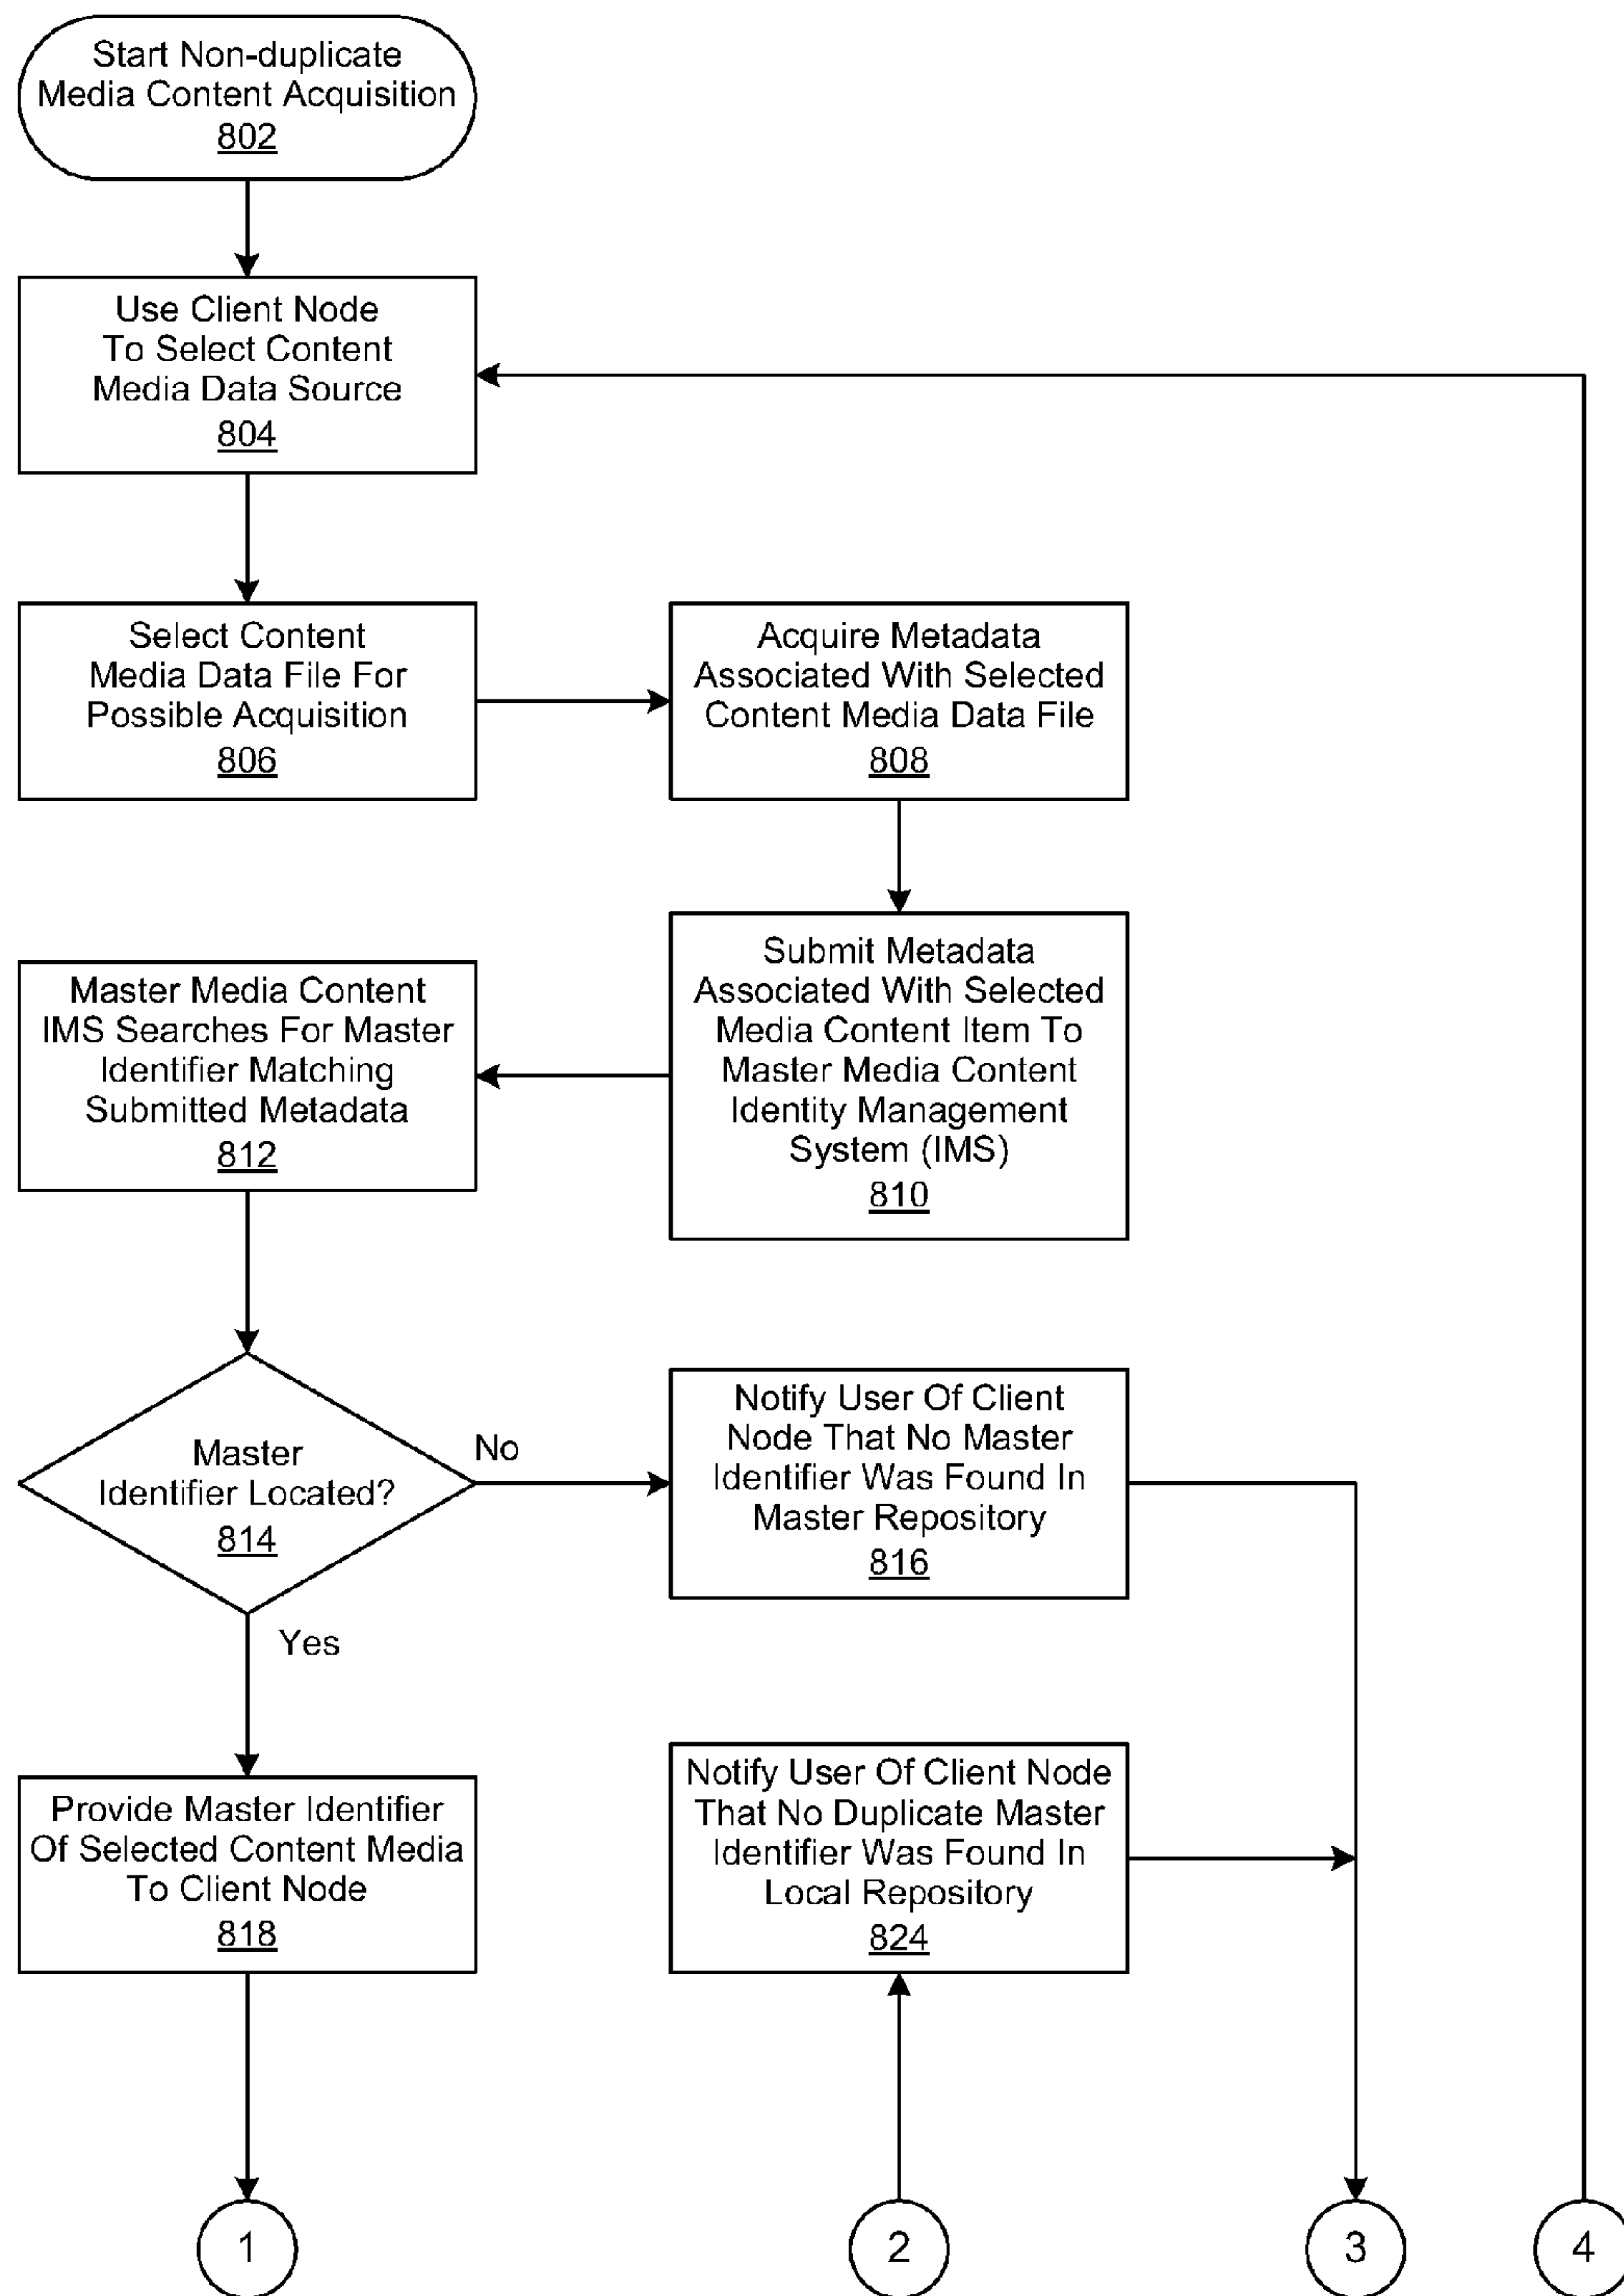 Start Non-duplicate
Media Content Acquisition
802
Use Client Node
To Select Content
Media Data Source
804
Select Content
Media Data File For
Possible Acquisition
806
Acquire Metadata
Associated With Selected
Content Media Data File
808
Submit Metadata
Associated With Selected
Media Content Item To
Master Media Content
Identity Management
System (IMS)
810
Master Media Content
IMS Searches For Master
Identifier Matching
Submitted Metadata
812
Master
Identifier Located?
814
No
Notify User Of Client
Node That No Master
Identifier Was Found In
Master Repository
816
Yes
Provide Master Identifier
Of Selected Content Media
To Client Node
818
Notify User Of Client Node
That No Duplicate Master
Identifier Was Found In
Local Repository
824
1
2
3
4